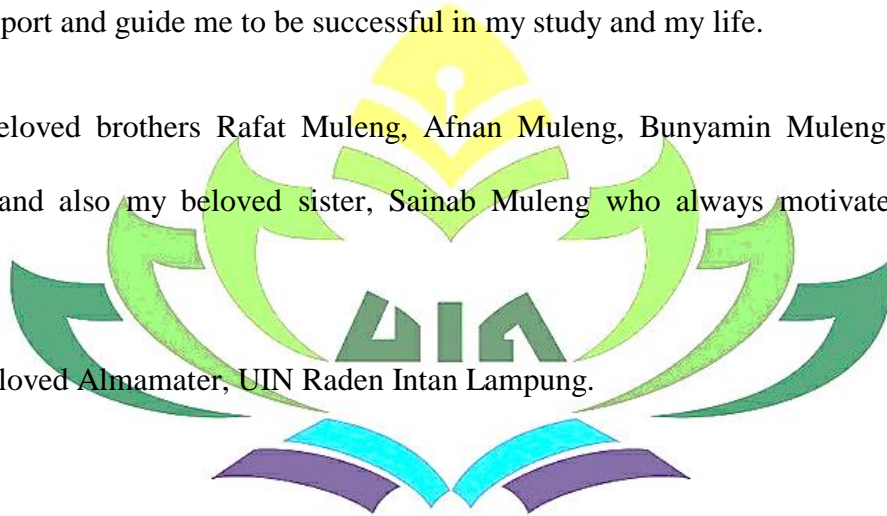 port and guide me to be successful in my study and my life.
eloved brothers Rafat Muleng, Afnan Muleng, Bunyamin Muleng
and also my beloved sister, Sainab Muleng who always motivate
UIN
loved Almamater, UIN Raden Intan Lampung.